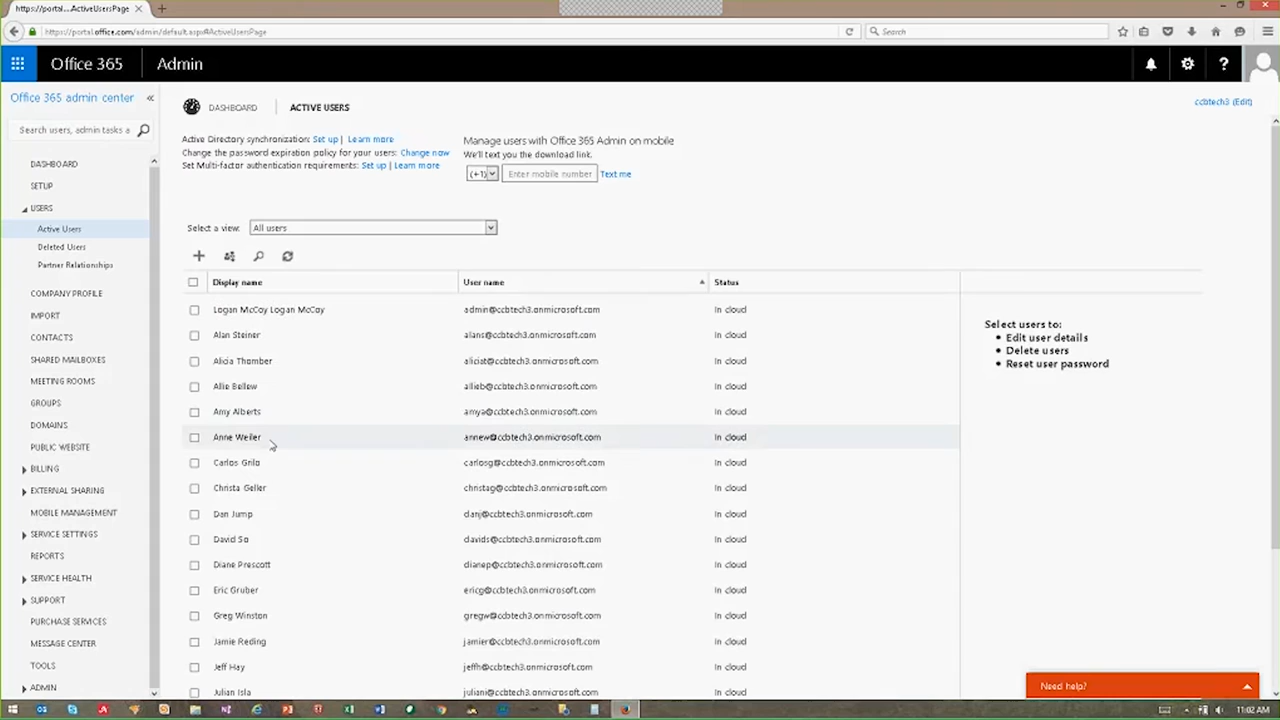 https://portal....ActiveUsersPage
https://portal.office.com/admin/default.aspx#ActiveUsersPage
Search
Office 365
Admin
?
Office 365 admin center
«
DASHBOARD
ACTIVE USERS
ccbtech3 (Edit)
Search users, admin tasks a
Active Directory synchronization: Set up | Learn more
Change the password expiration policy for your users: Change now
Set Multi-factor authentication requirements: Set up | Learn more
Manage users with Office 365 Admin on mobile
We'll text you the download link.
(+1)
Enter mobile number
Text me
DASHBOARD
SETUP
USERS
Active Users
Deleted Users
Partner Relationships
COMPANY PROFILE
IMPORT
CONTACTS
SHARED MAILBOXES
MEETING ROOMS
GROUPS
DOMAINS
PUBLIC WEBSITE
BILLING
EXTERNAL SHARING
MOBILE MANAGEMENT
SERVICE SETTINGS
REPORTS
SERVICE HEALTH
SUPPORT
PURCHASE SERVICES
MESSAGE CENTER
TOOLS
ADMIN
Select a view: All users
Display name User name Status
Logan McCoy Logan McCoy admin@ccbtech3.onmicrosoft.com In cloud
Alan Steiner alans@ccbtech3.onmicrosoft.com In cloud
Alicia Thomber aliciat@ccbtech3.onmicrosoft.com In cloud
Allie Bellew allieb@ccbtech3.onmicrosoft.com In cloud
Amy Alberts amya@ccbtech3.onmicrosoft.com In cloud
Anne Weiler annew@ccbtech3.onmicrosoft.com In cloud
Carlos Grilo carlosg@ccbtech3.onmicrosoft.com In cloud
Christa Geller christag@ccbtech3.onmicrosoft.com In cloud
Dan Jump danj@ccbtech3.onmicrosoft.com In cloud
David So davids@ccbtech3.onmicrosoft.com In cloud
Diane Prescott dianep@ccbtech3.onmicrosoft.com In cloud
Eric Gruber ericg@ccbtech3.onmicrosoft.com In cloud
Greg Winston gregw@ccbtech3.onmicrosoft.com In cloud
Jamie Reding jamier@ccbtech3.onmicrosoft.com In cloud
Jeff Hay jeffh@ccbtech3.onmicrosoft.com In cloud
Julian Isla juliani@ccbtech3.onmicrosoft.com In cloud
Select users to:
• Edit user details
• Delete users
• Reset user password
Need help?
11:02 AM